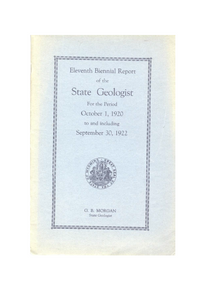 Eleventh Biennial Report
of the
State Geologist
For the Period
October 1, 1920
to and including
September 30, 1922
G. B. MORGAN
State Geologist